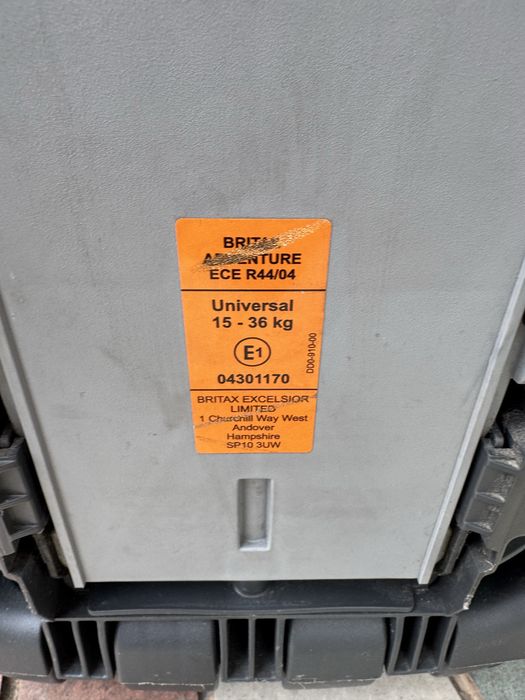 BRITAX
ADVENTURE
ECE R44/04
Universal
15 - 36 kg
E1
04301170
DD0-910-00
BRITAX EXCELSIOR
LIMITED
1 Churchill Way West
Andover
Hampshire
SP10 3UW